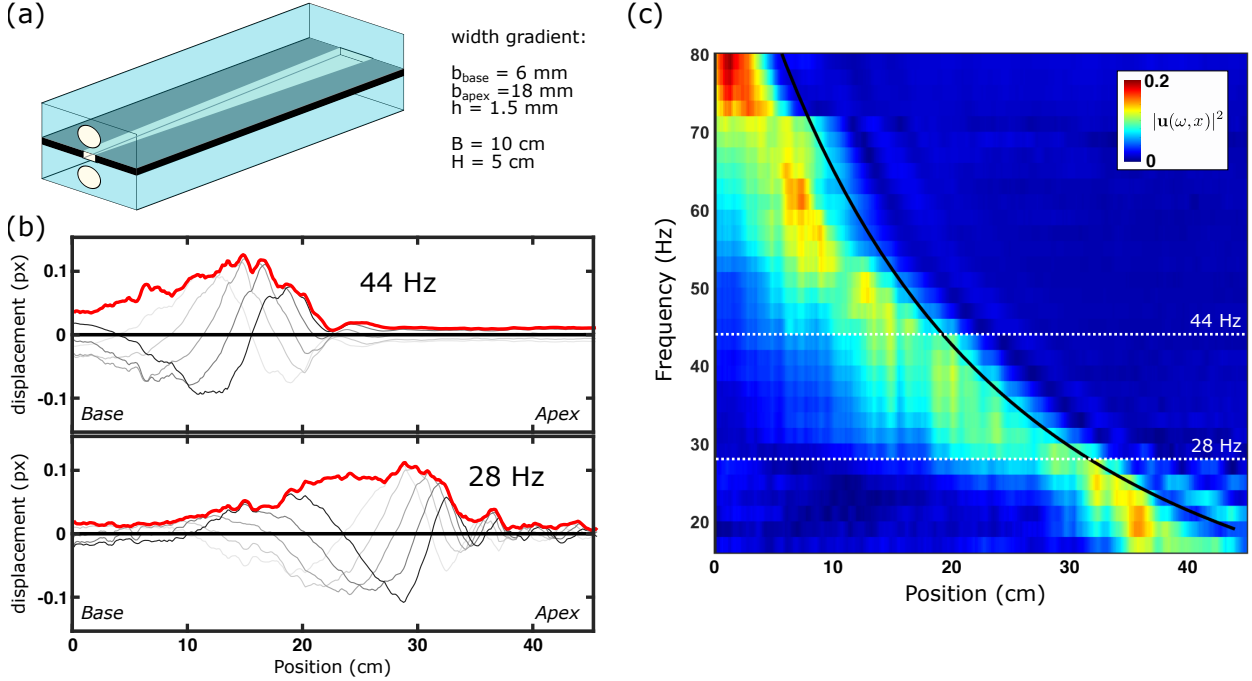 (a)
width gradient:
b_base = 6 mm
b_apex =18 mm
h = 1.5 mm
B = 10 cm
H = 5 cm
(b)
displacement (px)
0.1
0
-0.1
44 Hz
Base
Apex
displacement (px)
0.1
0
-0.1
28 Hz
Base
Apex
0
10
20
30
40
Position (cm)
(c)
Frequency (Hz)
80
70
60
50
40
30
20
0.2
|u(ω,x)|²
0
44 Hz
28 Hz
0
10
20
30
40
Position (cm)